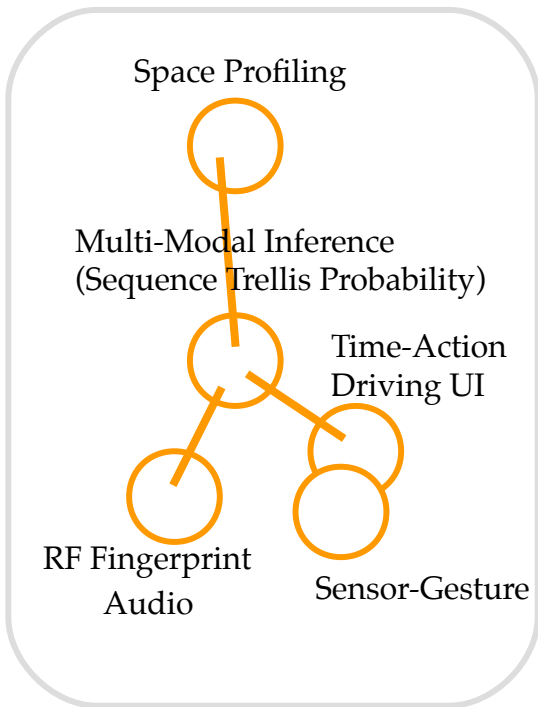 Space Profiling
Multi-Modal Inference
(Sequence Trellis Probability)
Time-Action
Driving UI
RF Fingerprint
Audio
Sensor-Gesture